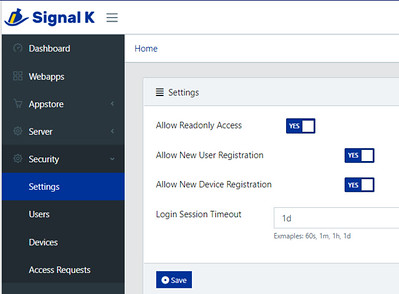 Signal K
Dashboard
Webapps
Appstore
Server
Security
Settings
Users
Devices
Access Requests
Home
Settings
Allow Readonly Access YES
Allow New User Registration YES
Allow New Device Registration YES
Login Session Timeout 1d
Exmaples: 60s, 1m, 1h, 1d
Save